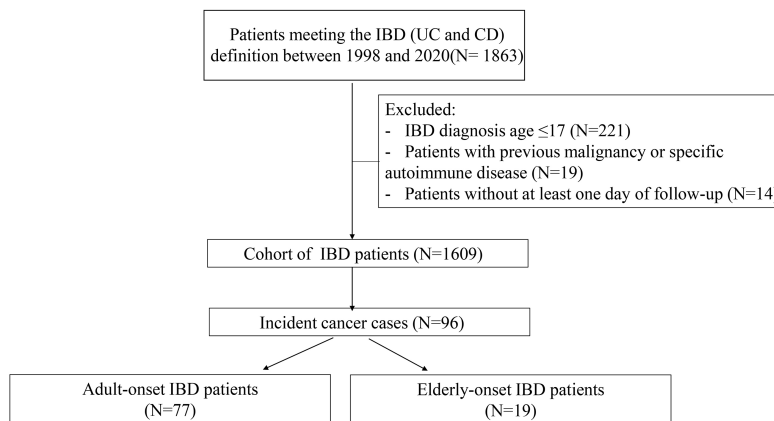 Patients meeting the IBD (UC and CD)
definition between 1998 and 2020(N= 1863)
Excluded:
- IBD diagnosis age ≤17 (N=221)
- Patients with previous malignancy or specific
autoimmune disease (N=19)
- Patients without at least one day of follow-up (N=14)
Cohort of IBD patients (N=1609)
Incident cancer cases (N=96)
Adult-onset IBD patients
(N=77)
Elderly-onset IBD patients
(N=19)